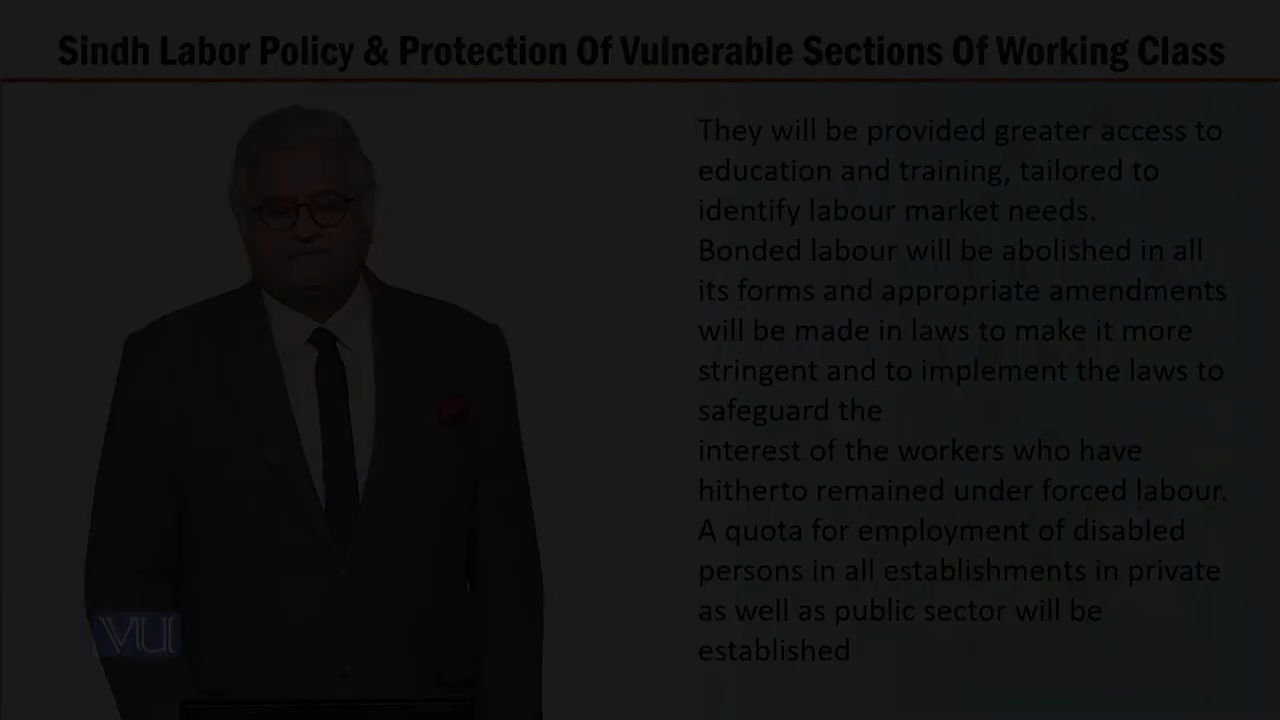 Sindh Labor Policy & Protection Of Vulnerable Sections Of Working Class
They will be provided greater access to
education and training, tailored to
identify labour market needs.
Bonded labour will be abolished in all
its forms and appropriate amendments
will be made in laws to make it more
stringent and to implement the laws to
safeguard the
interest of the workers who have
hitherto remained under forced labour.
A quota for employment of disabled
persons in all establishments in private
as well as public sector will be
established
VU